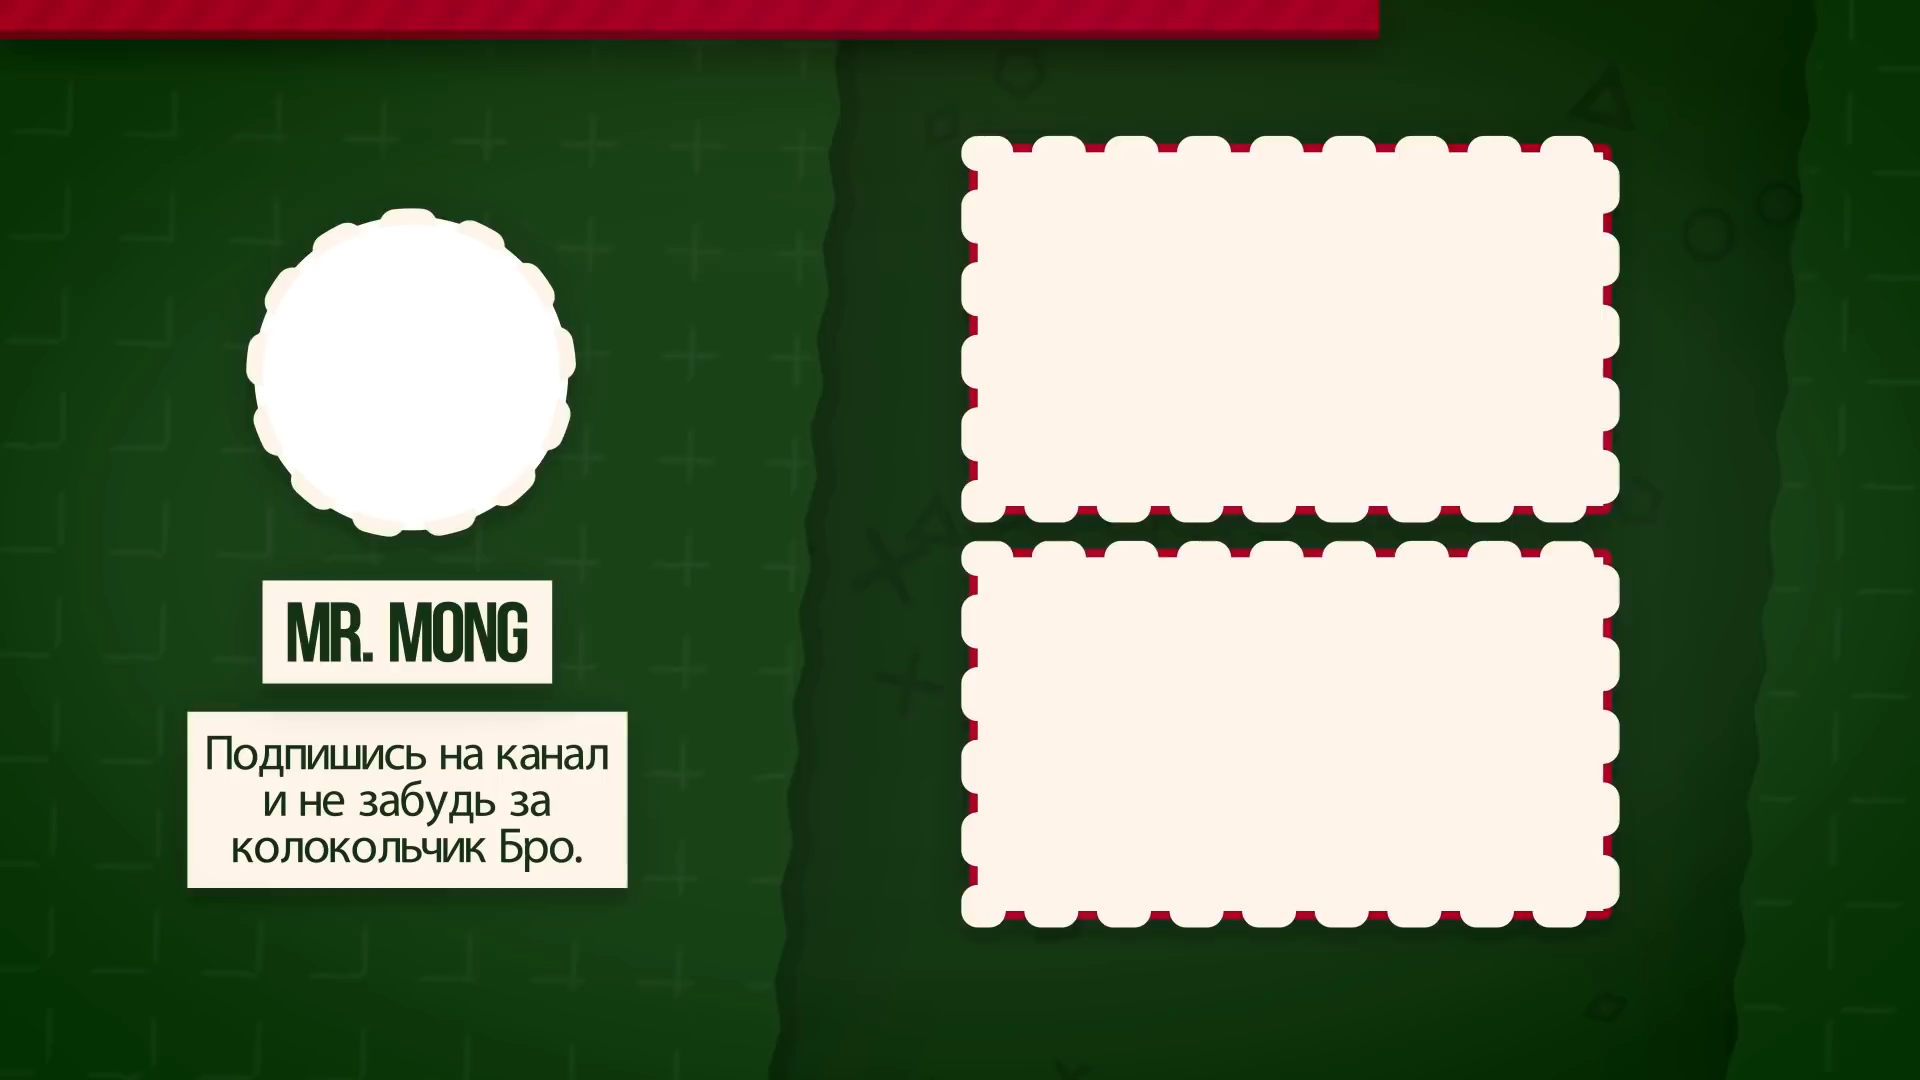 MR. MONG
Подпишись на канал
и не забудь за
колокольчик Бро.